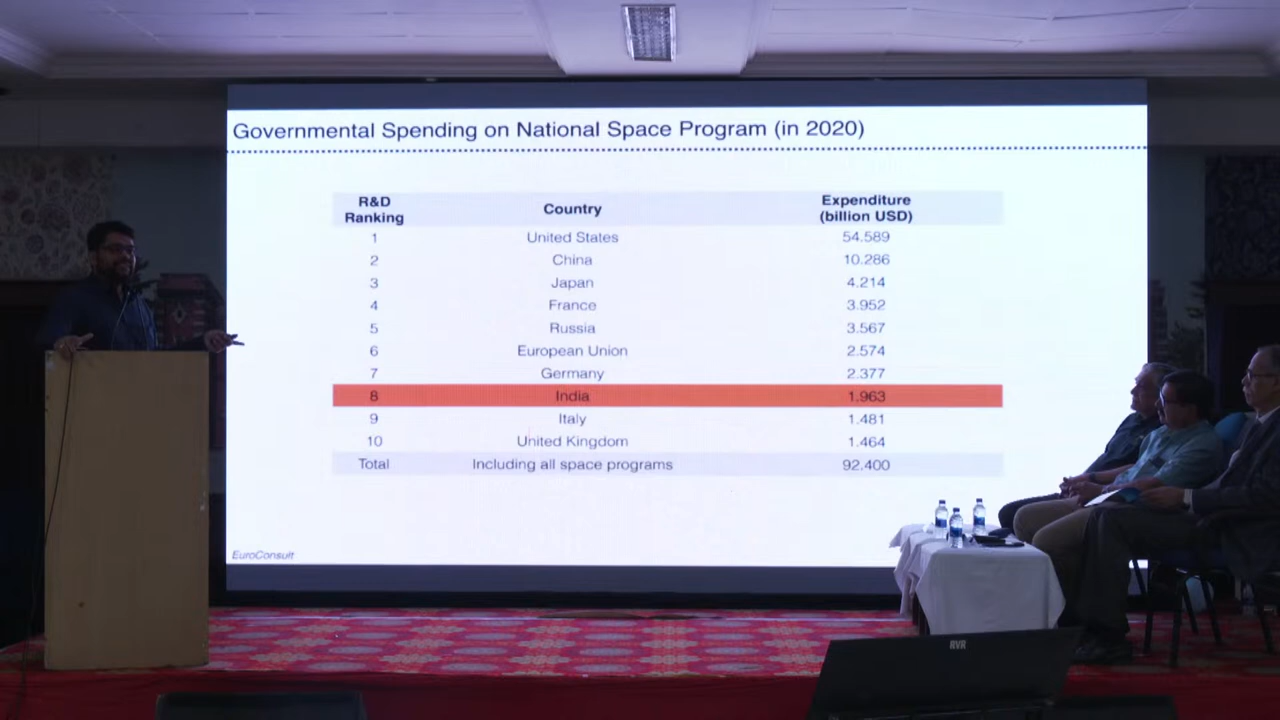 Governmental Spending on National Space Program (in 2020)
R&D Ranking Country Expenditure (billion USD)
1 United States 54.589
2 China 10.286
3 Japan 4.214
4 France 3.952
5 Russia 3.567
6 European Union 2.574
7 Germany 2.377
8 India 1.963
9 Italy 1.481
10 United Kingdom 1.464
Total Including all space programs 92.400
EuroConsult
RVR